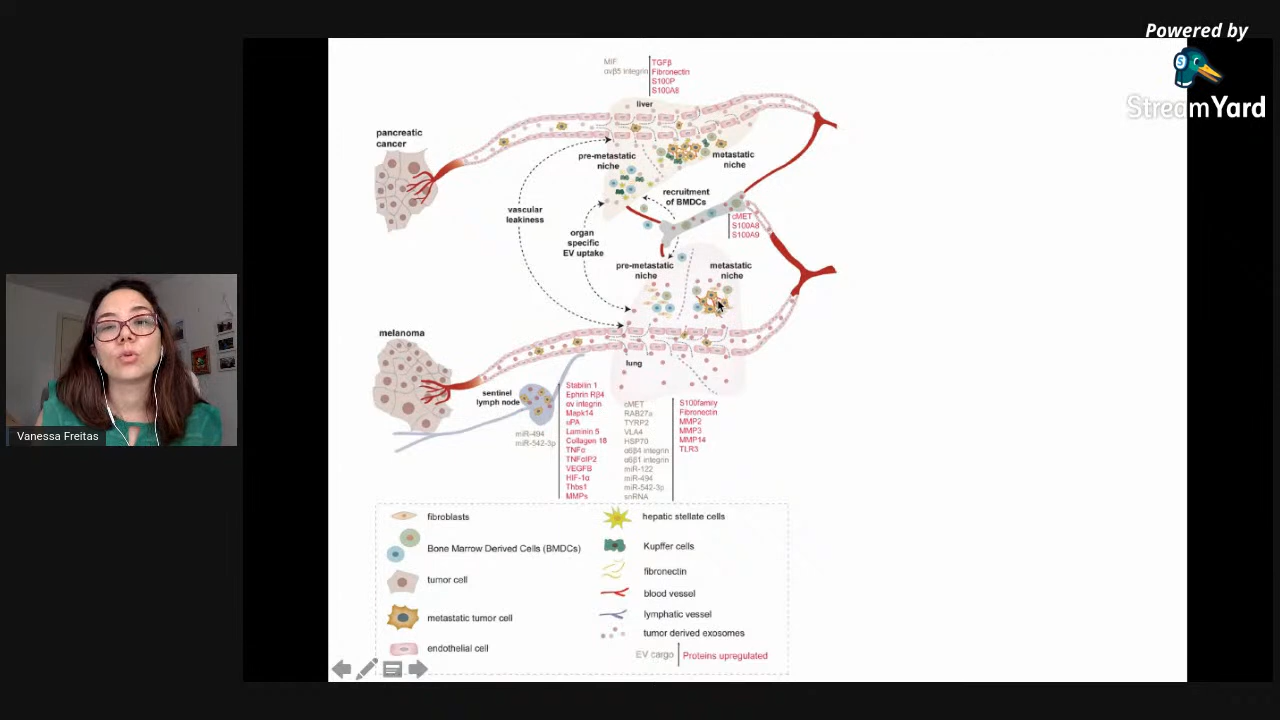 Powered by
StreamYard
MIF
αvβ5 integrin
TGFβ
Fibronectin
S100P
S100A8
liver
pancreatic
cancer
pre-metastatic
niche
metastatic
niche
recruitment
of BMDCs
vascular
leakiness
organ
specific
EV uptake
cMET
S100A8
S100A9
pre-metastatic
niche
metastatic
niche
melanoma
lung
sentinel
lymph node
miR-494
miR-542-3p
Stabilin 1
Ephrin Rβ4
αv integrin
Mapk14
uPA
Laminin 5
Collagen 18
TNFα
TNFαIP2
VEGFB
HIF-1α
Thbs1
MMPs
cMET
RAB27a
TYRP2
VLA4
HSP70
α6β4 integrin
α6β1 integrin
miR-122
miR-494
miR-542-3p
snRNA
S100family
Fibronectin
MMP2
MMP3
MMP14
TLR3
Vanessa Freitas
fibroblasts
Bone Marrow Derived Cells (BMDCs)
tumor cell
metastatic tumor cell
endothelial cell
hepatic stellate cells
Kupffer cells
fibronectin
blood vessel
lymphatic vessel
tumor derived exosomes
EV cargo
Proteins upregulated